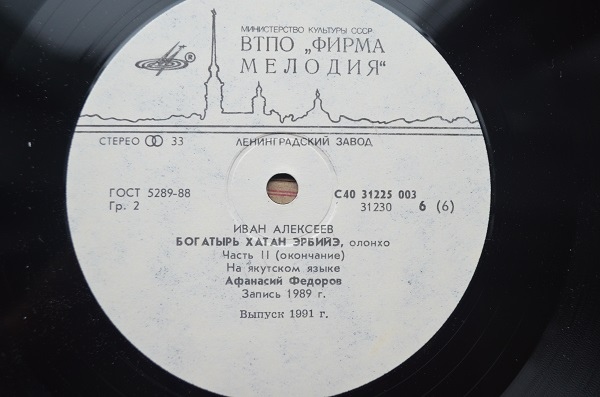 МИНИСТЕРСТВО КУЛЬТУРЫ СССР
ВТПО „ФИРМА
МЕЛОДИЯ“
®
СТЕРЕО 33
ЛЕНИНГРАДСКИЙ ЗАВОД
ГОСТ 5289-88
Гр. 2
С40 31225 003
31230 6 (6)
ИВАН АЛЕКСЕЕВ
БОГАТЫРЬ ХАТАН ЭРБИЙЭ, олонхо
Часть II (окончание)
На якутском языке
Афанасий Федоров
Запись 1989 г.
Выпуск 1991 г.